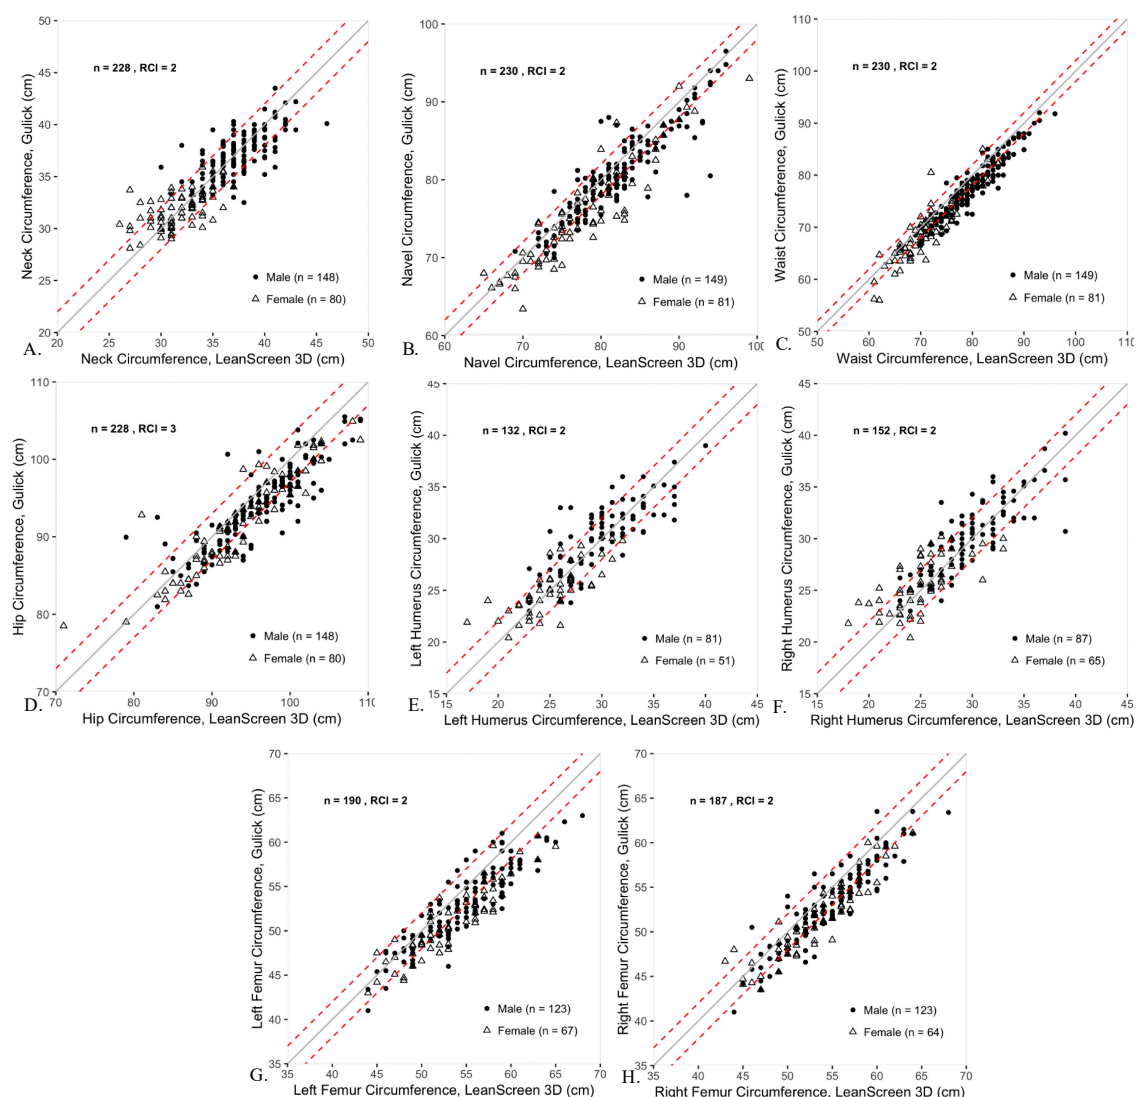 50
45
40
35
30
25
20
20
30
40
50
Neck Circumference, Gulick (cm)
n = 228 , RCI = 2
Male (n = 148)
Female (n = 80)
A.
Neck Circumference, LeanScreen 3D (cm)
100
90
80
70
60
60
70
80
90
100
Navel Circumference, Gulick (cm)
n = 230 , RCI = 2
Male (n = 149)
Female (n = 81)
B.
Navel Circumference, LeanScreen 3D (cm)
110
100
90
80
70
60
50
50
60
70
80
90
100
110
Waist Circumference, Gulick (cm)
n = 230 , RCI = 2
Male (n = 149)
Female (n = 81)
C.
Waist Circumference, LeanScreen 3D (cm)
110
100
90
80
70
70
80
90
100
110
Hip Circumference, Gulick (cm)
n = 228 , RCI = 3
Male (n = 148)
Female (n = 80)
D.
Hip Circumference, LeanScreen 3D (cm)
45
40
35
30
25
20
15
15
20
25
30
35
40
45
Left Humerus Circumference, Gulick (cm)
n = 132 , RCI = 2
Male (n = 81)
Female (n = 51)
E.
Left Humerus Circumference, LeanScreen 3D (cm)
45
40
35
30
25
20
15
15
20
25
30
35
40
45
Right Humerus Circumference, Gulick (cm)
n = 152 , RCI = 2
Male (n = 87)
Female (n = 65)
F.
Right Humerus Circumference, LeanScreen 3D (cm)
70
65
60
55
50
45
40
35
35
40
45
50
55
60
65
70
Left Femur Circumference, Gulick (cm)
n = 190 , RCI = 2
Male (n = 123)
Female (n = 67)
G.
Left Femur Circumference, LeanScreen 3D (cm)
70
65
60
55
50
45
40
35
35
40
45
50
55
60
65
70
Right Femur Circumference, Gulick (cm)
n = 187 , RCI = 2
Male (n = 123)
Female (n = 64)
H.
Right Femur Circumference, LeanScreen 3D (cm)